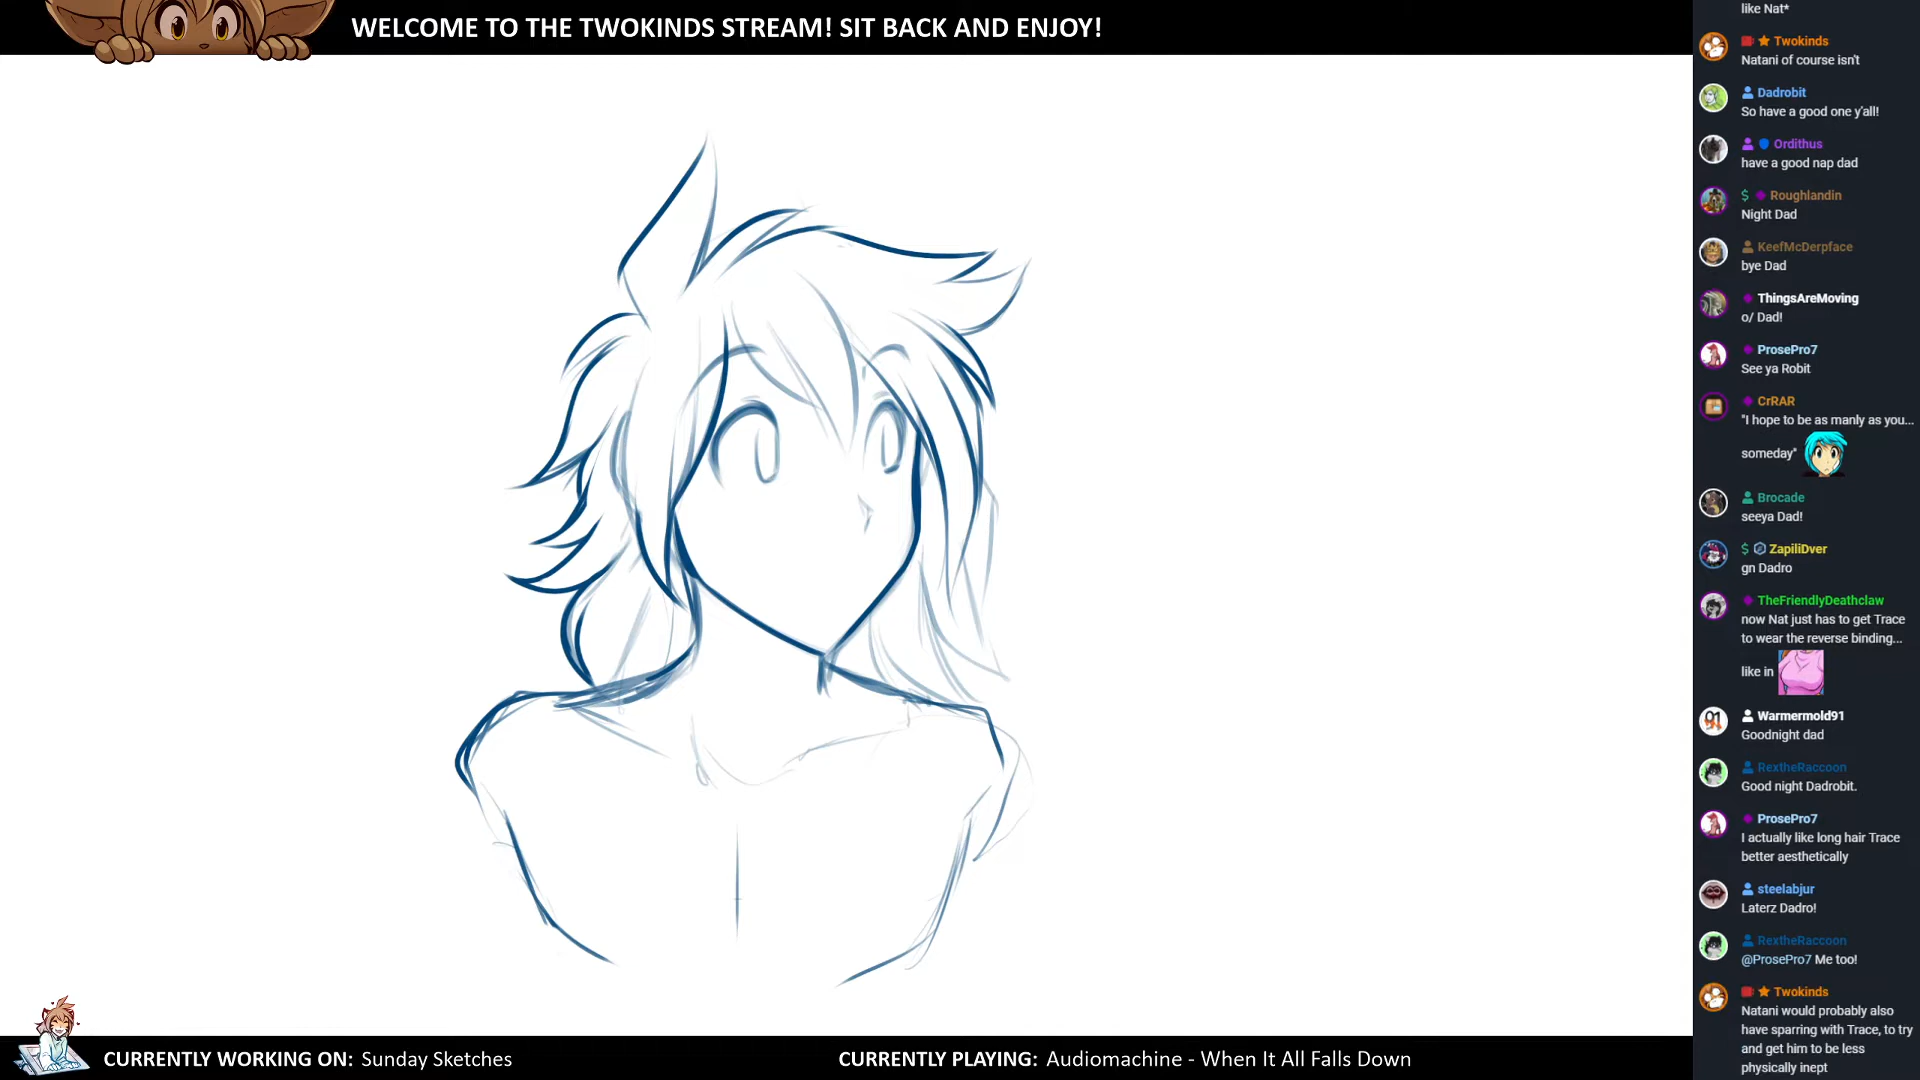 WELCOME TO THE TWOKINDS STREAM! SIT BACK AND ENJOY!
like Nat*
Twokinds
Natani of course isn't
Dadrobit
So have a good one y'all!
Ordithus
have a good nap dad
Roughlandin
Night Dad
KeefMcDerpface
bye Dad
ThingsAreMoving
o/ Dad!
ProsePro7
See ya Robit
CrRAR
"I hope to be as manly as you...
someday"
Brocade
seeya Dad!
ZapiliDver
gn Dadro
TheFriendlyDeathclaw
now Nat just has to get Trace
to wear the reverse binding...
like in
Warmermold91
Goodnight dad
RextheRaccoon
Good night Dadrobit.
ProsePro7
I actually like long hair Trace
better aesthetically
steelabjur
Laterz Dadro!
RextheRaccoon
@ProsePro7 Me too!
Twokinds
Natani would probably also
have sparring with Trace, to try
and get him to be less
physically inept
CURRENTLY WORKING ON: Sunday Sketches
CURRENTLY PLAYING: Audiomachine - When It All Falls Down